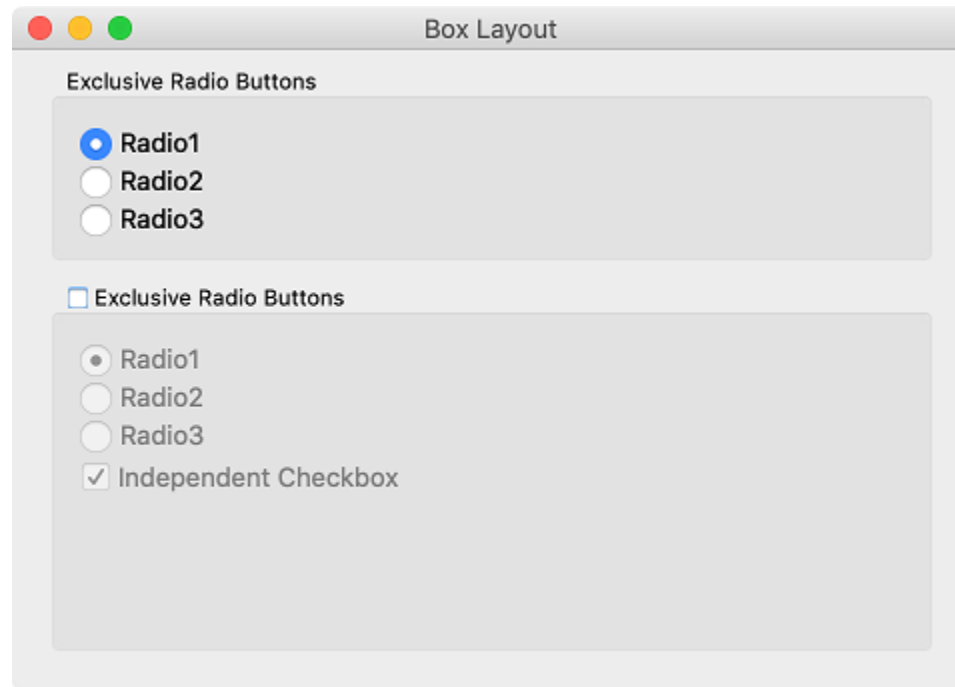 Box Layout
Exclusive Radio Buttons
Radio1
Radio2
Radio3
Exclusive Radio Buttons
Radio1
Radio2
Radio3
Independent Checkbox